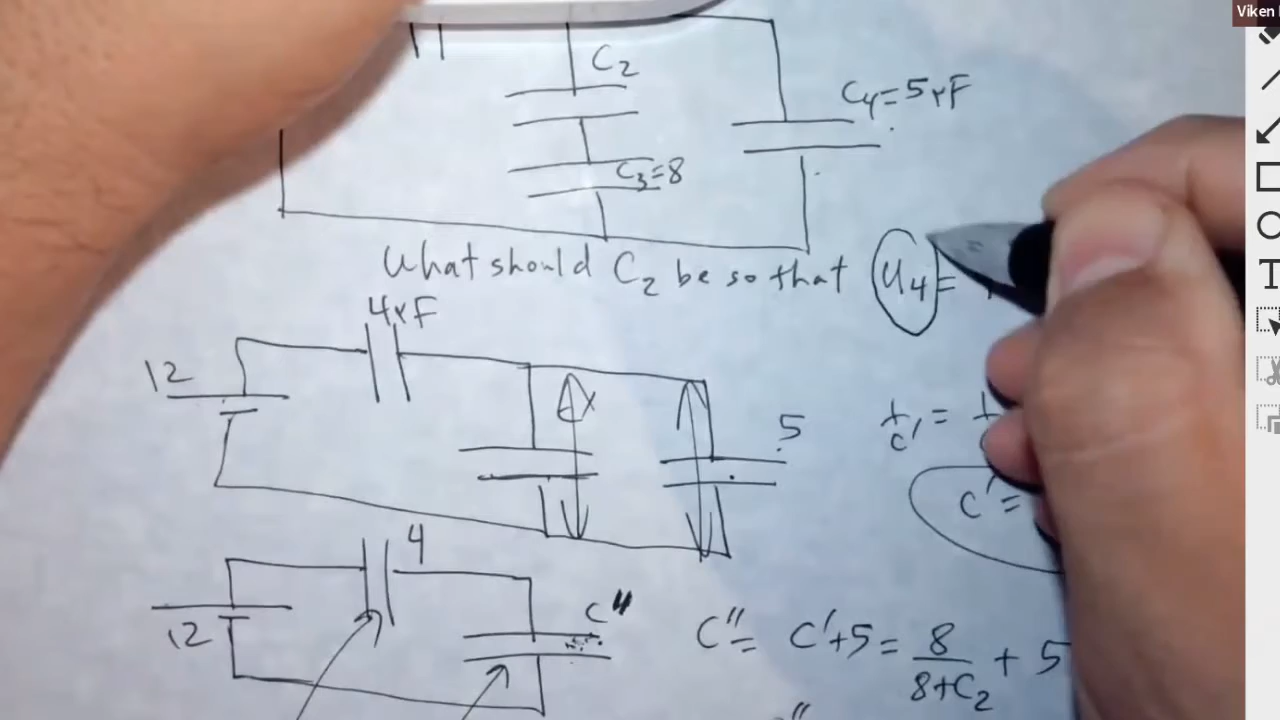 Viken
C2
C4=5μF
C3=8
What should C2 be so that U4=
4μF
12
5
1/C' =
C'=
4
12
C"
C"= C'+5= 8/(8+C2) + 5
T